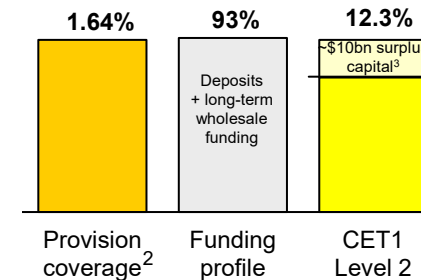 1.64%
93%
12.3%
~$10bn surplu
capital³
Deposits
+ long-term
wholesale
funding
Provision
coverage²
Funding
profile
CET1
Level 2